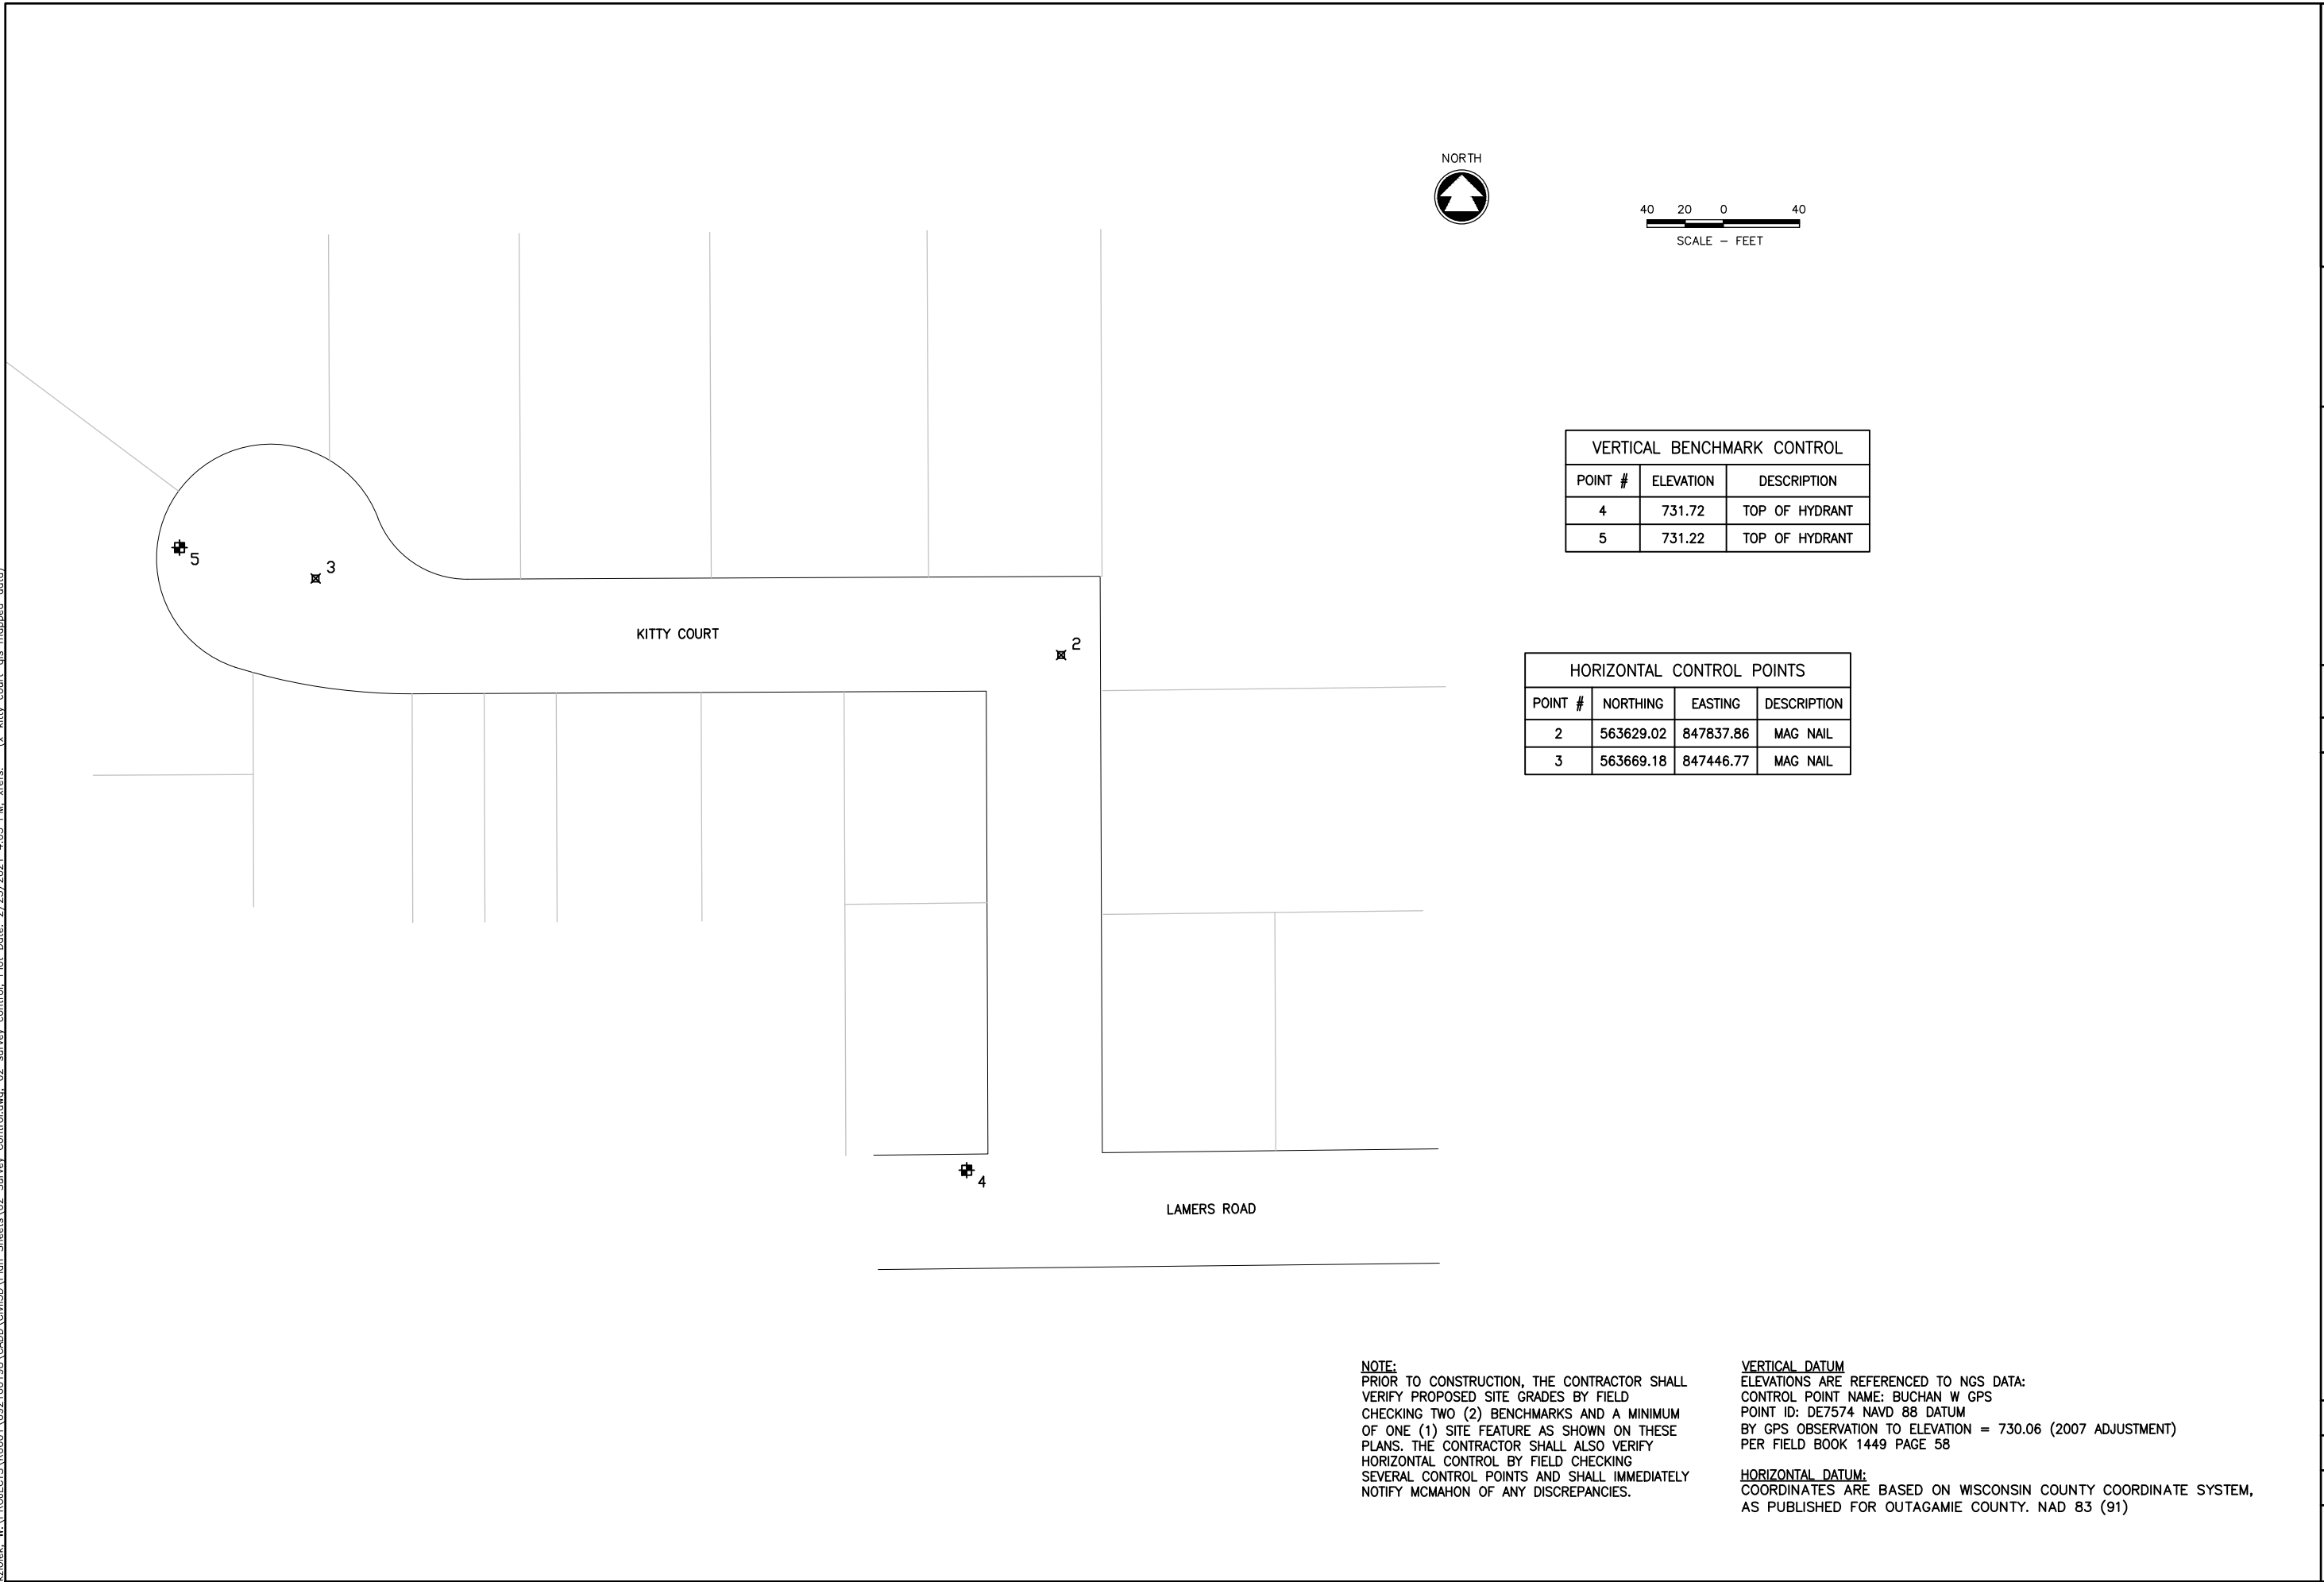 NORTH
40 20 0 40
SCALE – FEET
VERTICAL BENCHMARK CONTROL
POINT # ELEVATION DESCRIPTION
4 731.72 TOP OF HYDRANT
5 731.22 TOP OF HYDRANT
5
3
KITTY COURT
2
HORIZONTAL CONTROL POINTS
POINT # NORTHING EASTING DESCRIPTION
2 563629.02 847837.86 MAG NAIL
3 563669.18 847446.77 MAG NAIL
4
LAMERS ROAD
NOTE:
PRIOR TO CONSTRUCTION, THE CONTRACTOR SHALL
VERIFY PROPOSED SITE GRADES BY FIELD
CHECKING TWO (2) BENCHMARKS AND A MINIMUM
OF ONE (1) SITE FEATURE AS SHOWN ON THESE
PLANS. THE CONTRACTOR SHALL ALSO VERIFY
HORIZONTAL CONTROL BY FIELD CHECKING
SEVERAL CONTROL POINTS AND SHALL IMMEDIATELY
NOTIFY MCMAHON OF ANY DISCREPANCIES.
VERTICAL DATUM
ELEVATIONS ARE REFERENCED TO NGS DATA:
CONTROL POINT NAME: BUCHAN W GPS
POINT ID: DE7574 NAVD 88 DATUM
BY GPS OBSERVATION TO ELEVATION = 730.06 (2007 ADJUSTMENT)
PER FIELD BOOK 1449 PAGE 58
HORIZONTAL DATUM:
COORDINATES ARE BASED ON WISCONSIN COUNTY COORDINATE SYSTEM,
AS PUBLISHED FOR OUTAGAMIE COUNTY. NAD 83 (91)